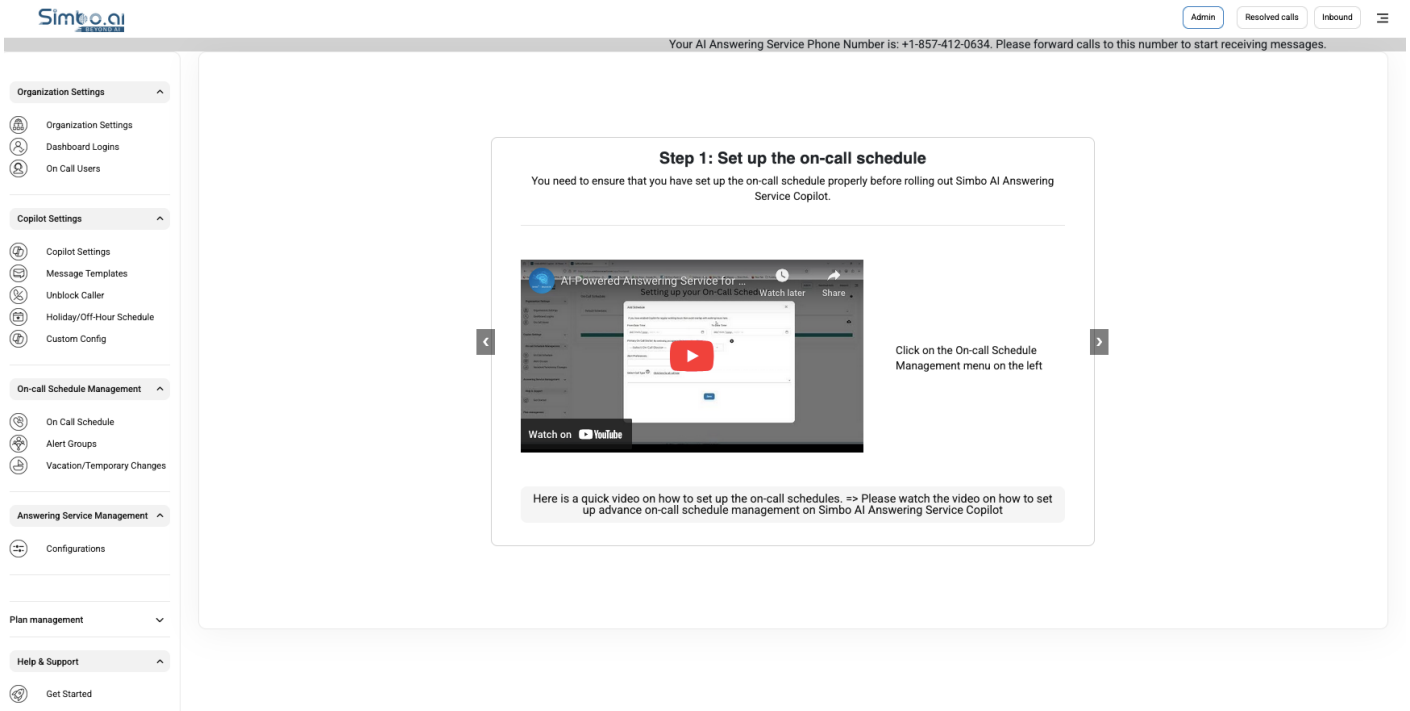 Simbo.ai
BEYOND AI
Admin
Resolved calls
Inbound
Your AI Answering Service Phone Number is: +1-857-412-0634. Please forward calls to this number to start receiving messages.
Organization Settings
Organization Settings
Dashboard Logins
On Call Users
Copilot Settings
Copilot Settings
Message Templates
Unblock Caller
Holiday/Off-Hour Schedule
Custom Config
On-call Schedule Management
On Call Schedule
Alert Groups
Vacation/Temporary Changes
Answering Service Management
Configurations
Plan management
Help & Support
Get Started
Step 1: Set up the on-call schedule
You need to ensure that you have set up the on-call schedule properly before rolling out Simbo AI Answering
Service Copilot.
AI-Powered Answering Service for ...
Setting up your On-Call Sched
Watch later
Share
Watch on YouTube
Click on the On-call Schedule
Management menu on the left
Here is a quick video on how to set up the on-call schedules. => Please watch the video on how to set
up advance on-call schedule management on Simbo AI Answering Service Copilot